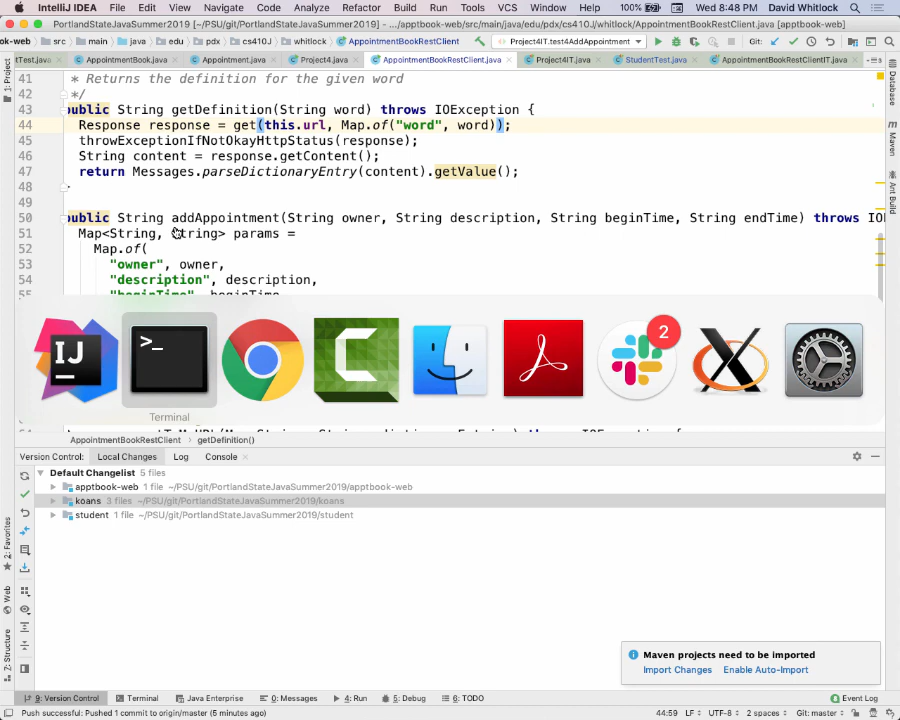 IntelliJ IDEA File Edit View Navigate Code Analyze Refactor Build Run Tools VCS Window Help 100% Wed 8:48 PM David Whitlock
PortlandStateJavaSummer2019 [~/PSU/git/PortlandStateJavaSummer2019] - .../apptbook-web/src/main/java/edu/pdx/cs410J/whitlock/AppointmentBookRestClient.java [apptbook-web]
ok-web src main java edu pdx cs410J whitlock AppointmentBookRestClient Project4IT.test4AddAppointment Git:
tTest.java AppointmentBook.java Appointment.java Project4.java AppointmentBookRestClient.java Project4IT.java StudentTest.java AppointmentBookRestClientIT.java
41 * Returns the definition for the given word
42 */
43 public String getDefinition(String word) throws IOException {
44 Response response = get(this.url, Map.of("word", word));
45 throwExceptionIfNotOkayHttpStatus(response);
46 String content = response.getContent();
47 return Messages.parseDictionaryEntry(content).getValue();
48 }
49
50 public String addAppointment(String owner, String description, String beginTime, String endTime) throws IO
51 Map<String, String> params =
52 Map.of(
53 "owner", owner,
54 "description", description,
55 "beginTime", beginTime
1: Project
Database
Maven
Ant Build
IJ
>_
2
Terminal
AppointmentBookRestClient getDefinition()
Version Control: Local Changes Log Console
Default Changelist 5 files
apptbook-web 1 file ~/PSU/git/PortlandStateJavaSummer2019/apptbook-web
koans 3 files ~/PSU/git/PortlandStateJavaSummer2019/koans
student 1 file ~/PSU/git/PortlandStateJavaSummer2019/student
2: Favorites
Web
7: Structure
Maven projects need to be imported
Import Changes Enable Auto-Import
9: Version Control Terminal Java Enterprise 0: Messages 4: Run 5: Debug 6: TODO Event Log
Push successful: Pushed 1 commit to origin/master (5 minutes ago) 44:59 LF UTF-8 2 spaces Git: master